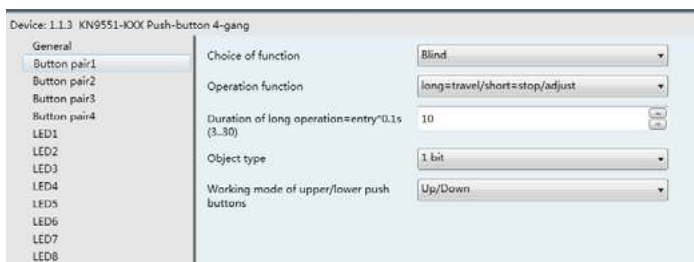 Device: 1.1.3 KN9551-KXX Push-button 4-gang
General
Button pair1
Button pair2
Button pair3
Button pair4
LED1
LED2
LED3
LED4
LED5
LED6
LED7
LED8
Choice of function
Blind
Operation function
long=travel/short=stop/adjust
Duration of long operation=entry*0.1s
(3..30)
10
Object type
1 bit
Working mode of upper/lower push
buttons
Up/Down